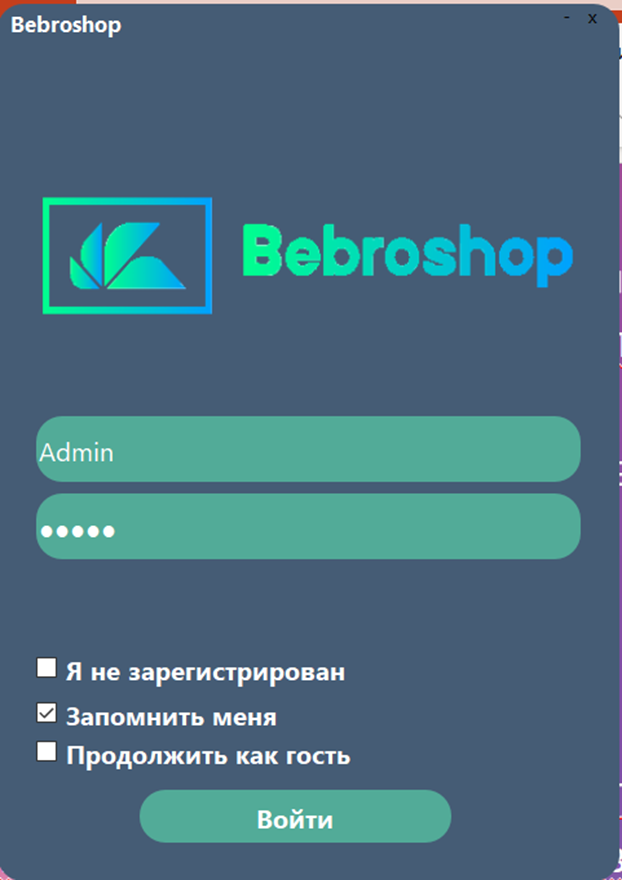 Bebroshop
- x
Bebroshop
Admin
●●●●●
Я не зарегистрирован
Запомнить меня
Продолжить как гость
Войти